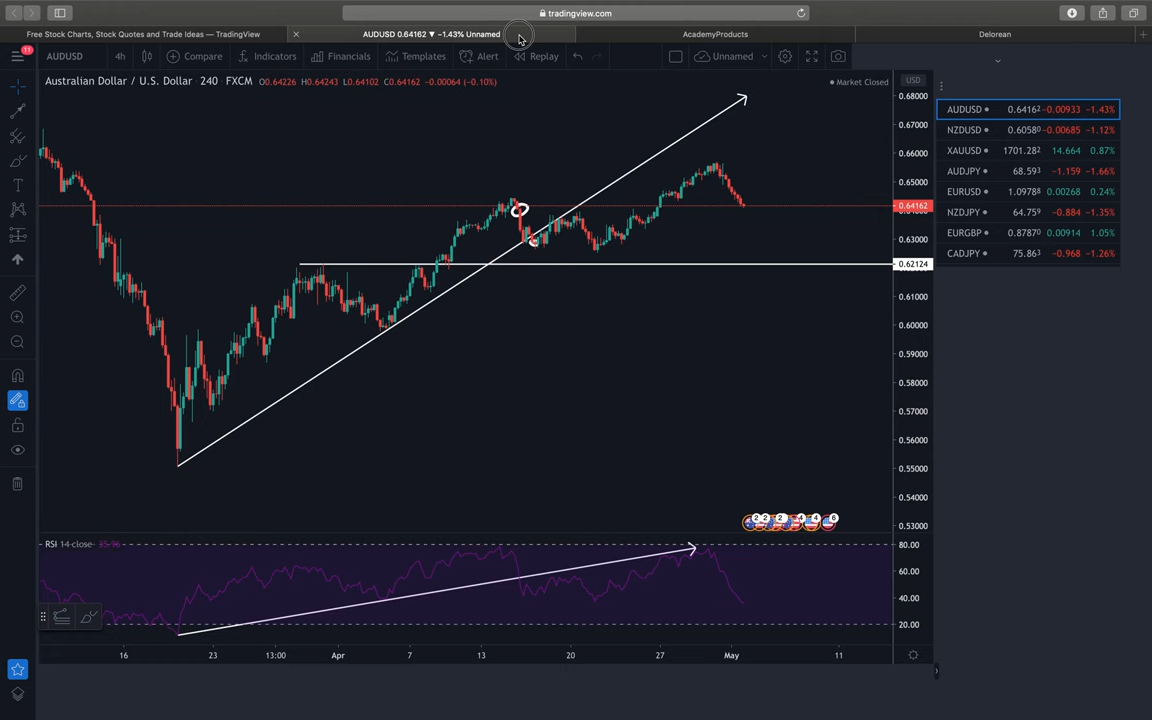 tradingview.com
Free Stock Charts, Stock Quotes and Trade Ideas — TradingView
AUDUSD 0.64162 ▼ −1.43% Unnamed
AcademyProducts
Delorean
11
AUDUSD
4h
Compare
Indicators
Financials
Templates
Alert
Replay
Unnamed
Australian Dollar / U.S. Dollar · 240 · FXCM O0.64226 H0.64243 L0.64102 C0.64162 −0.00064 (−0.10%)
Market Closed
USD
0.68000
0.67000
0.66000
0.65000
0.64162
0.63000
0.62124
0.61000
0.60000
0.59000
0.58000
0.57000
0.56000
0.55000
0.54000
0.53000
AUDUSD 0.64162 −0.00933 −1.43%
NZDUSD 0.60580 −0.00685 −1.12%
XAUUSD 1701.282 14.664 0.87%
AUDJPY 68.593 −1.159 −1.66%
EURUSD 1.09788 0.00268 0.24%
NZDJPY 64.759 −0.884 −1.35%
EURGBP 0.87870 0.00914 1.05%
CADJPY 75.863 −0.968 −1.26%
2 2 2 4 4 6
RSI 14 close
80.00
60.00
40.00
20.00
16 23 13:00 Apr 7 13 20 27 May 11